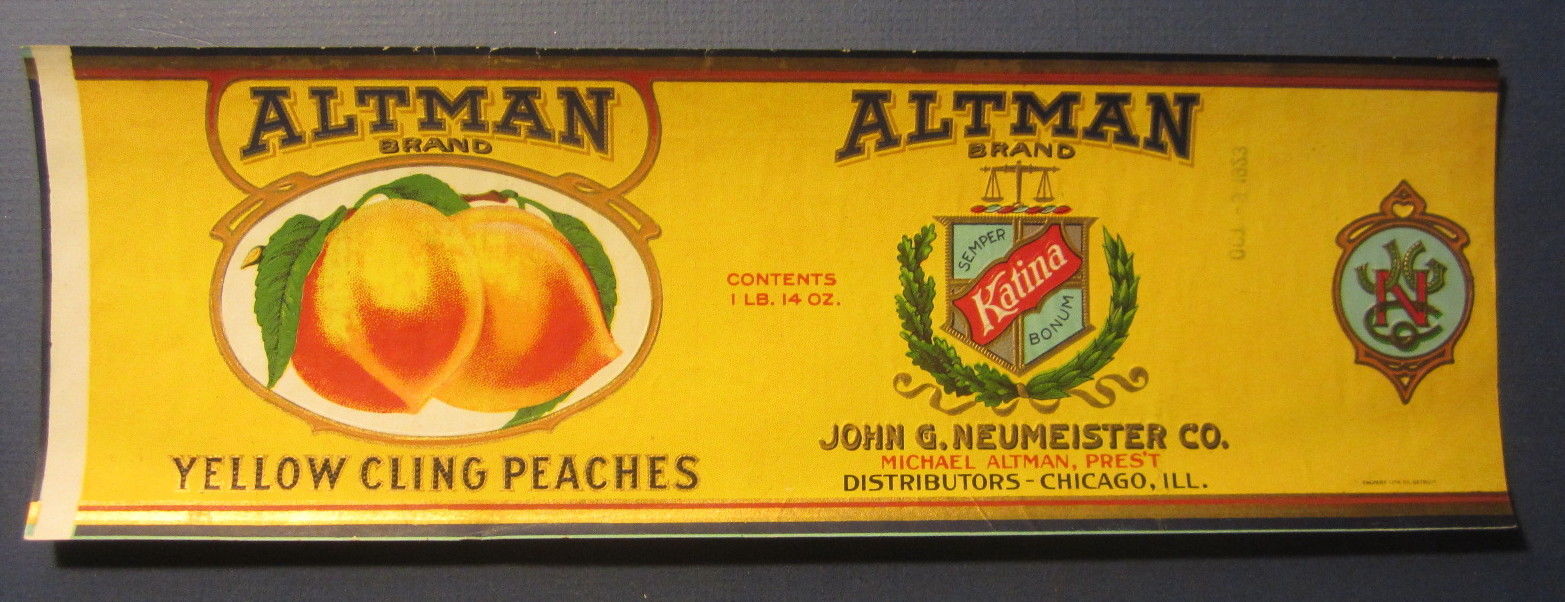 ALTMAN
BRAND
YELLOW CLING PEACHES
CONTENTS
1 LB. 14 OZ.
ALTMAN
BRAND
SEMPER
Katina
BONUM
JOHN G. NEUMEISTER CO.
MICHAEL ALTMAN, PRES'T
DISTRIBUTORS - CHICAGO, ILL.
N